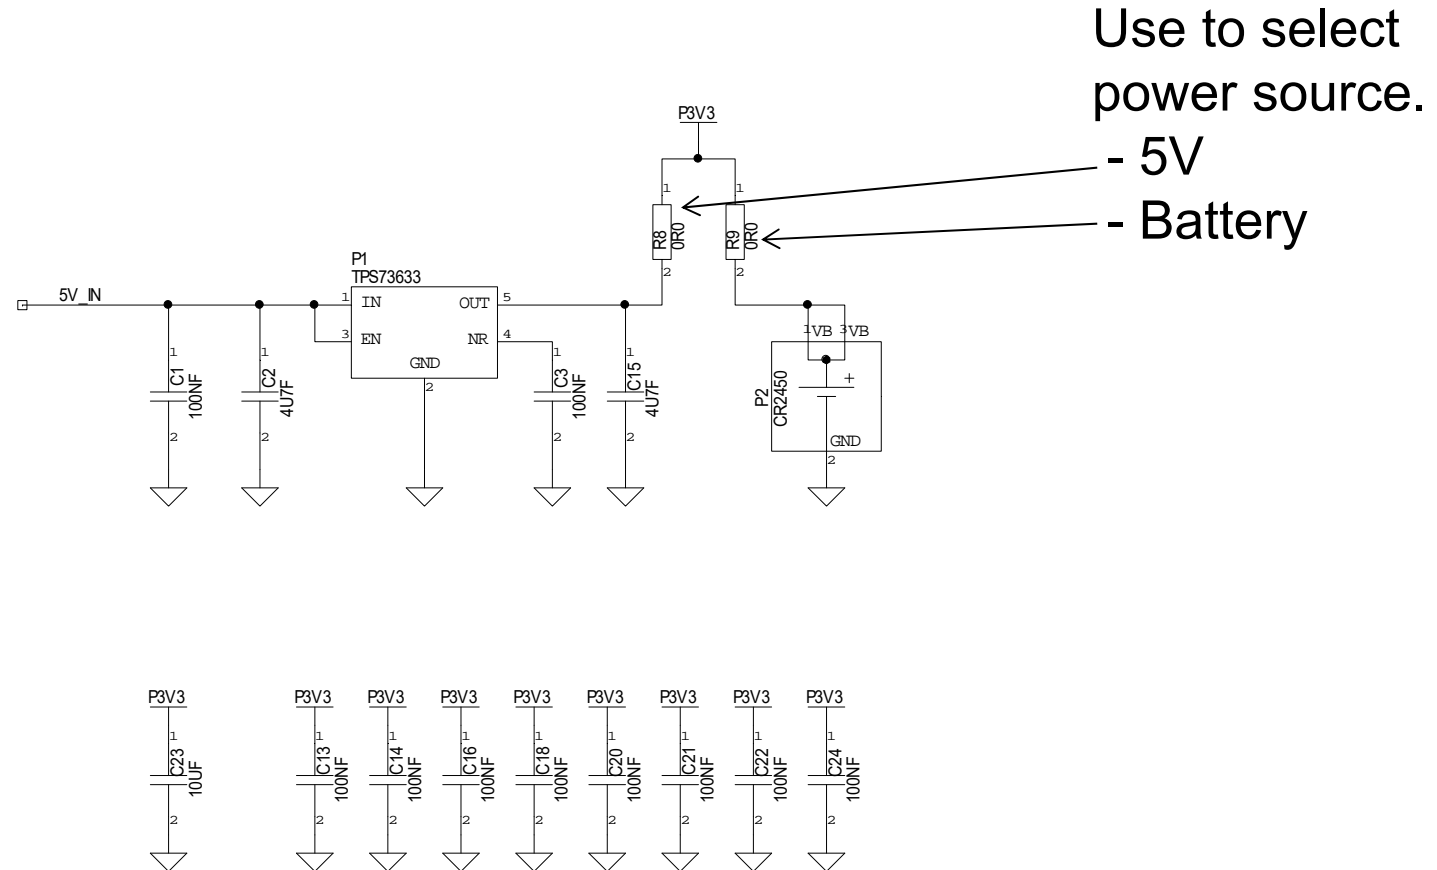 Use to select
power source.
- 5V
- Battery
P3V3
1
1
R8
0R0
R9
0R0
2
2
P1
TPS73633
5V_IN
1 IN OUT 5
3 EN NR 4
GND
2
1VB 3VB
+
P2
CR2450
GND
2
1
C1
100NF
2
1
C2
4U7F
2
1
C3
100NF
2
1
C15
4U7F
2
P3V3 P3V3 P3V3 P3V3 P3V3 P3V3 P3V3 P3V3 P3V3
1
C23
10UF
2
1
C13
100NF
2
1
C14
100NF
2
1
C16
100NF
2
1
C18
100NF
2
1
C20
100NF
2
1
C21
100NF
2
1
C22
100NF
2
1
C24
100NF
2